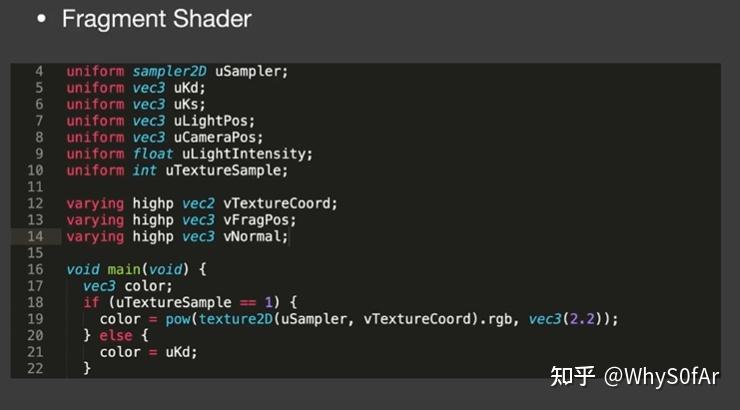 • Fragment Shader
4 uniform sampler2D uSampler;
5 uniform vec3 uKd;
6 uniform vec3 uKs;
7 uniform vec3 uLightPos;
8 uniform vec3 uCameraPos;
9 uniform float uLightIntensity;
10 uniform int uTextureSample;
11
12 varying highp vec2 vTextureCoord;
13 varying highp vec3 vFragPos;
14 varying highp vec3 vNormal;
15
16 void main(void) {
17   vec3 color;
18   if (uTextureSample == 1) {
19     color = pow(texture2D(uSampler, vTextureCoord).rgb, vec3(2.2));
20   } else {
21     color = uKd;
22   }
知乎 @WhyS0fAr